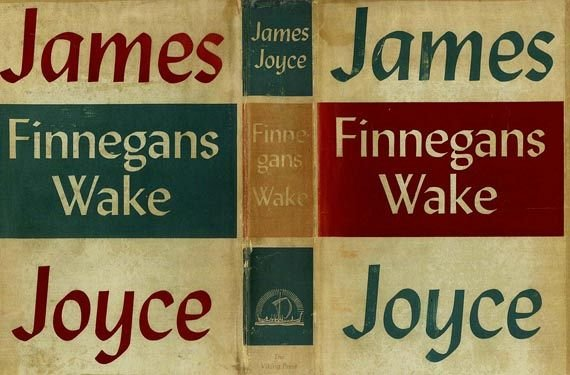 James
Finnegans
Wake
Joyce
James
Joyce
Finne-
gans
Wake
The
Viking Press
James
Finnegans
Wake
Joyce